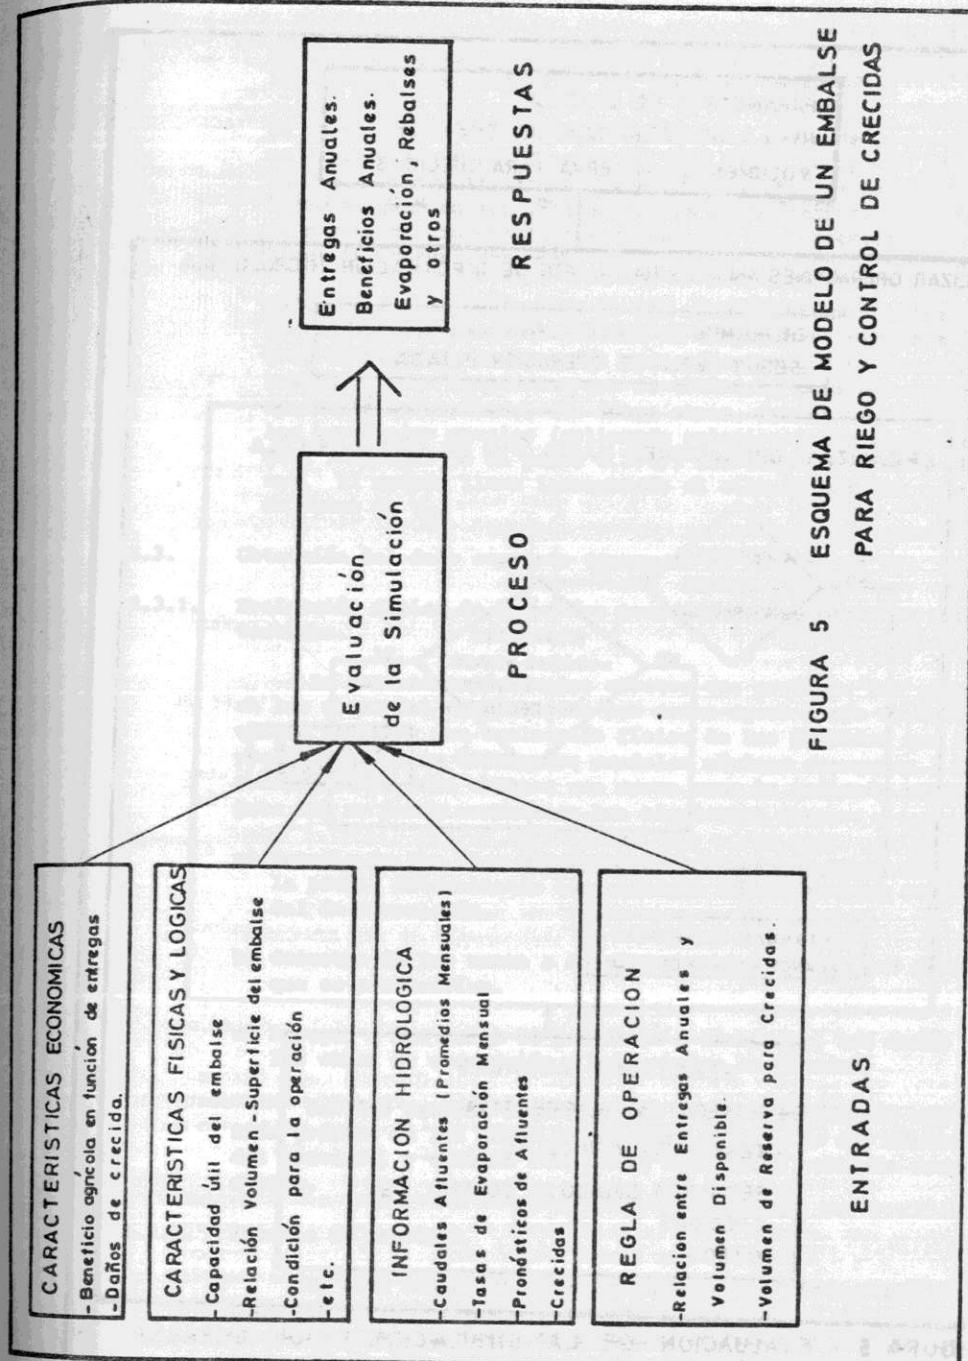 CARACTERISTICAS ECONOMICAS
- Beneficio agrícola en función de entregas
- Daños de crecida.
CARACTERISTICAS FISICAS Y LOGICAS
- Capacidad útil del embalse
- Relación Volumen - Superficie del embalse
- Condición para la operación
- etc.
INFORMACION HIDROLOGICA
- Caudales Afluentes (Promedios Mensuales)
- Tasas de Evaporación Mensual
- Pronósticos de Afluentes
- Crecidas
REGLA DE OPERACION
- Relacion entre Entregas Anuales y
Volumen Disponible.
- Volumen de Reserva para Crecidas.
ENTRADAS
Evaluación
de la Simulación
PROCESO
Entregas Anuales.
Beneficios Anuales.
Evaporación, Rebalses
y otros
RESPUESTAS
FIGURA 5 ESQUEMA DE MODELO DE UN EMBALSE
PARA RIEGO Y CONTROL DE CRECIDAS